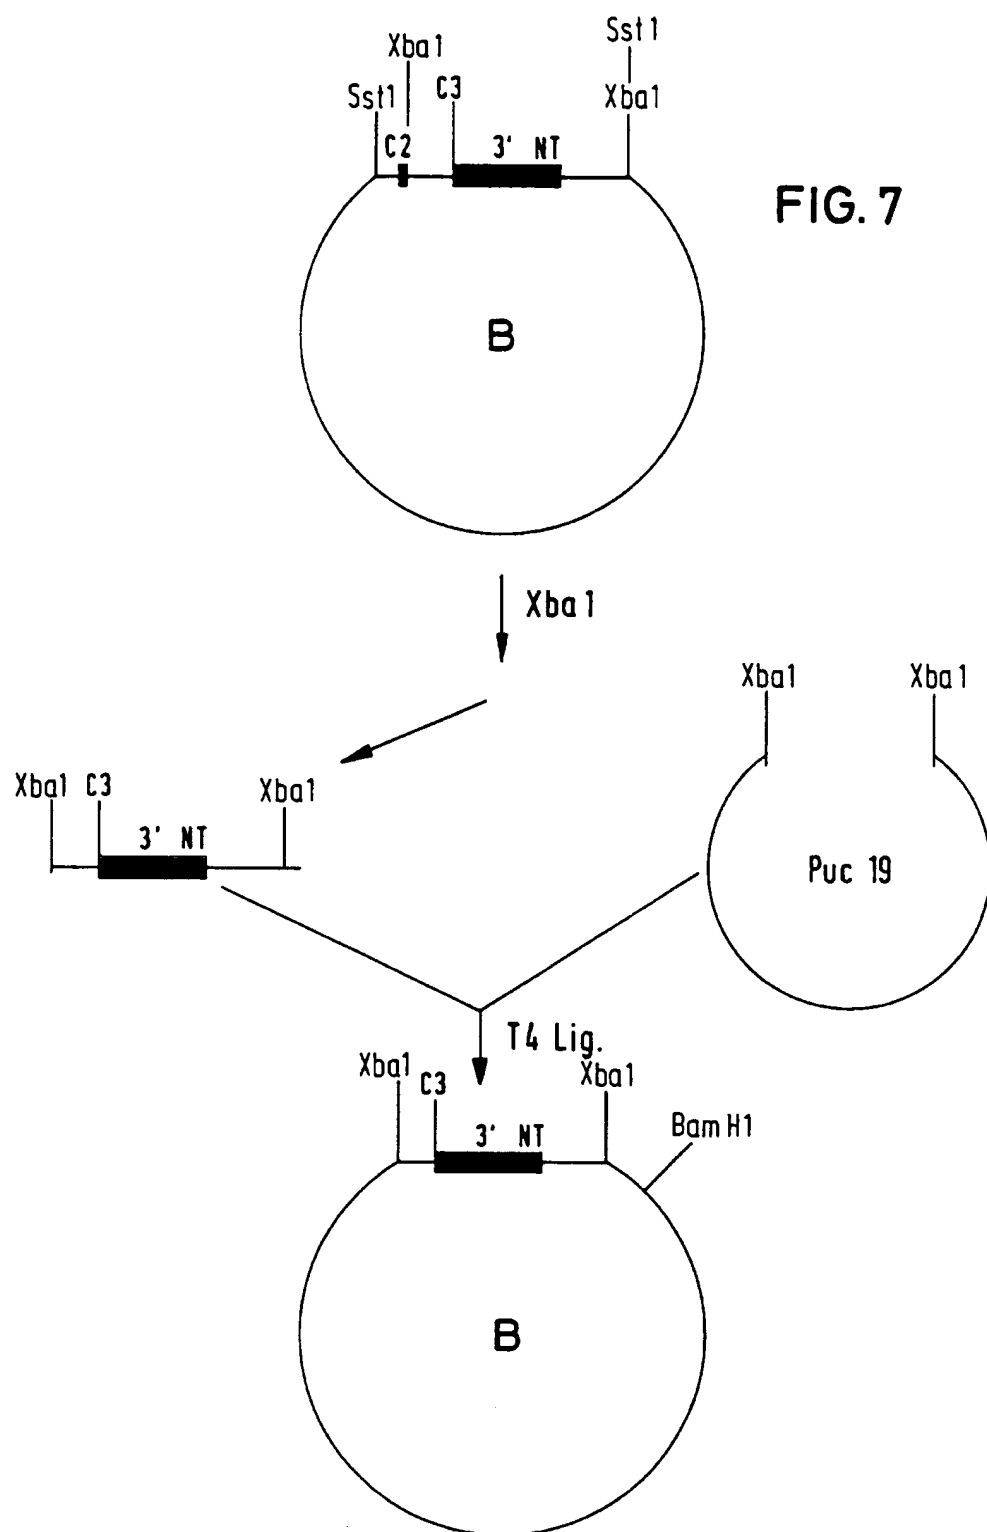 Sst1
Xba1
Sst1
C3
Xba1
C2
3' NT
FIG. 7
B
Xba1
Xba1
Xba1
Xba1
C3
Xba1
3' NT
Puc 19
T4 Lig.
Xba1
C3
Xba1
3' NT
Bam H1
B